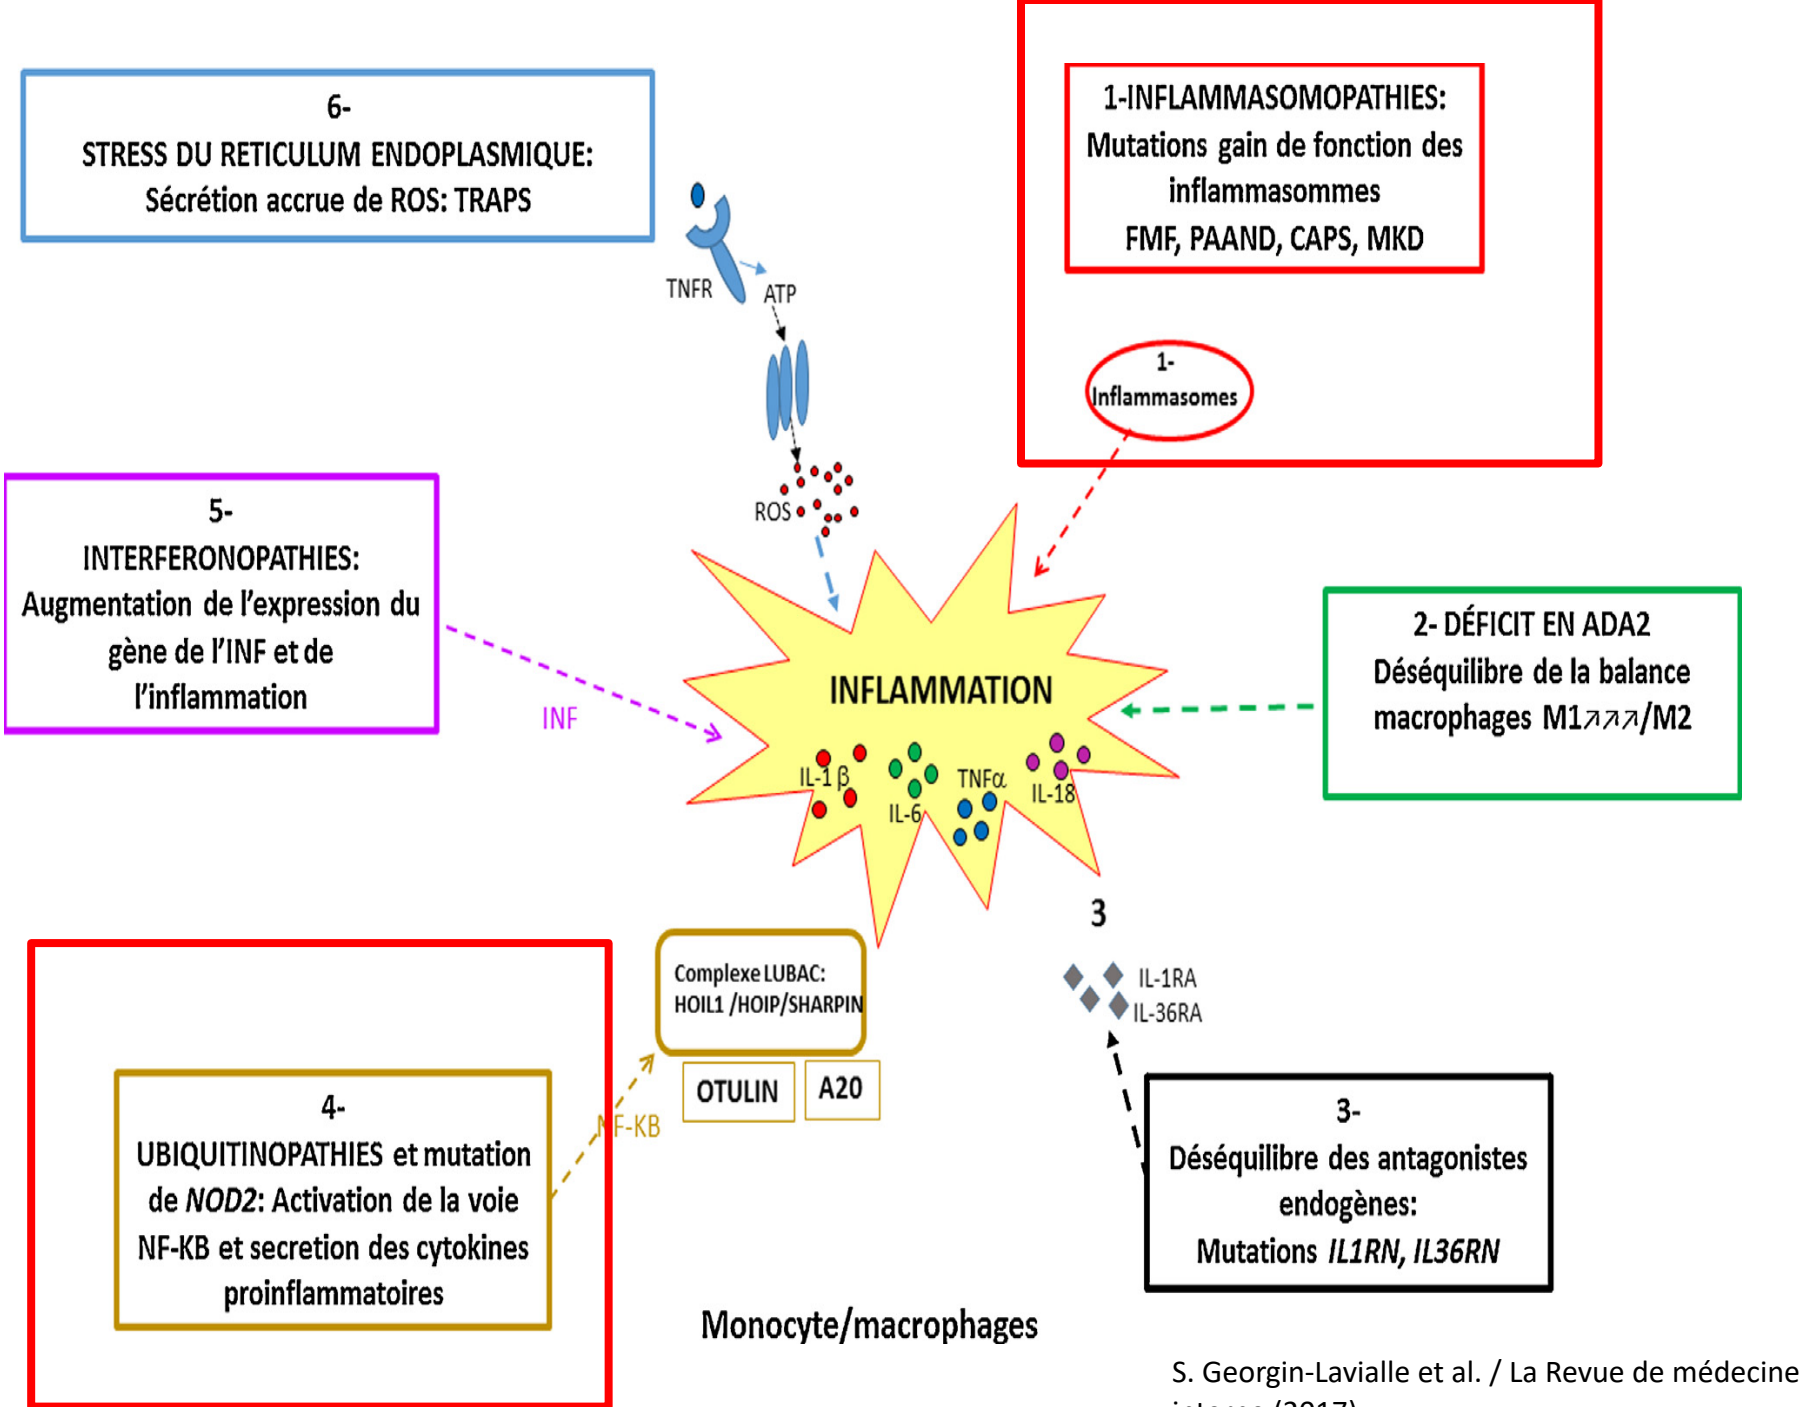 6-
STRESS DU RETICULUM ENDOPLASMIQUE:
Sécrétion accrue de ROS: TRAPS
1-INFLAMMASOMOPATHIES:
Mutations gain de fonction des
inflammasommes
FMF, PAAND, CAPS, MKD
TNFR
ATP
1-
Inflammasomes
ROS
5-
INTERFERONOPATHIES:
Augmentation de l'expression du
gène de l'INF et de
l'inflammation
INF
2- DÉFICIT EN ADA2
Déséquilibre de la balance
macrophages M1↗↗↗/M2
INFLAMMATION
IL-1 β
IL-6
TNFα
IL-18
3
IL-1RA
IL-36RA
Complexe LUBAC:
HOIL1 /HOIP/SHARPIN
OTULIN
A20
NF-KB
4-
UBIQUITINOPATHIES et mutation
de NOD2: Activation de la voie
NF-KB et secretion des cytokines
proinflammatoires
3-
Déséquilibre des antagonistes
endogènes:
Mutations IL1RN, IL36RN
Monocyte/macrophages
S. Georgin-Lavialle et al. / La Revue de médecine
interne (2017)